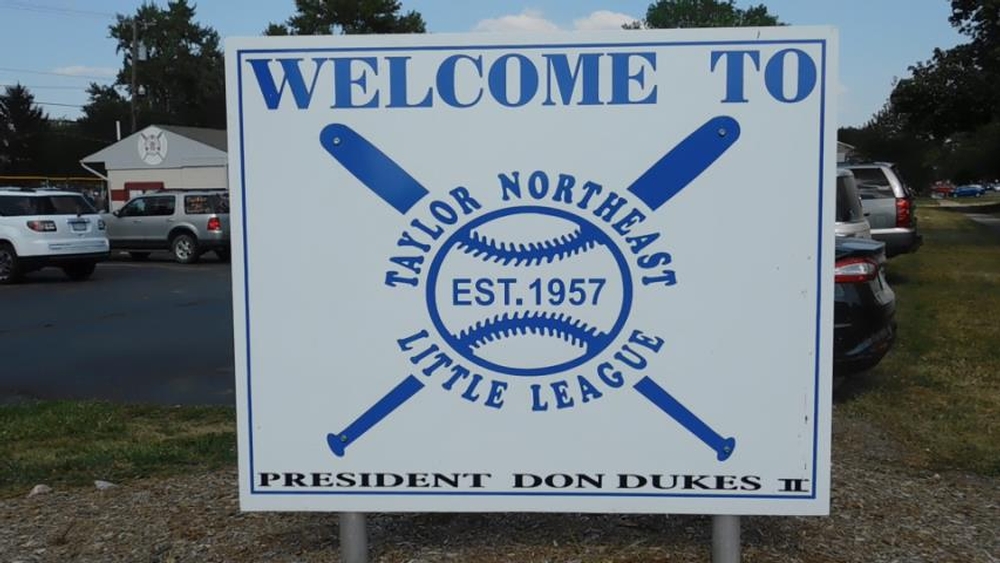 WELCOME TO
TAYLOR NORTHEAST
EST. 1957
LITTLE LEAGUE
PRESIDENT DON DUKES II